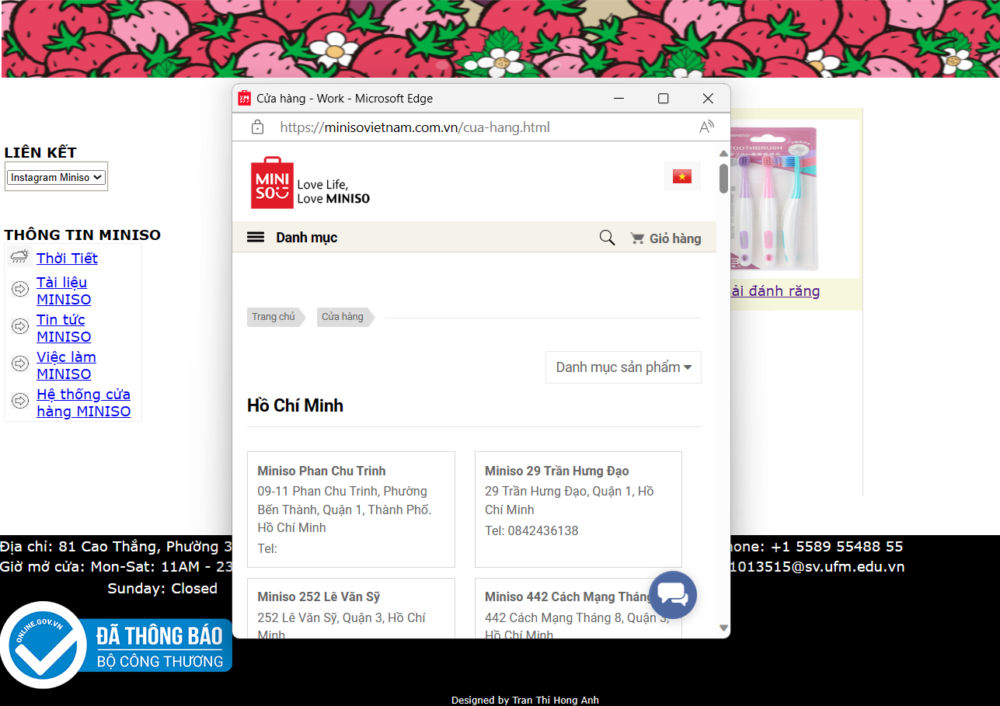 Cửa hàng - Work - Microsoft Edge
https://minisovietnam.com.vn/cua-hang.html
MINI
SO
Love Life,
Love MINISO
Danh mục
Giỏ hàng
Trang chủ
Cửa hàng
Danh mục sản phẩm
Hồ Chí Minh
Miniso Phan Chu Trinh
09-11 Phan Chu Trinh, Phường
Bến Thành, Quận 1, Thành Phố.
Hồ Chí Minh
Tel:
Miniso 29 Trần Hưng Đạo
29 Trần Hưng Đạo, Quận 1, Hồ
Chí Minh
Tel: 0842436138
Miniso 252 Lê Văn Sỹ
252 Lê Văn Sỹ, Quận 3, Hồ Chí
Minh
Miniso 442 Cách Mạng Tháng
442 Cách Mạng Tháng 8, Quận 3,
Hồ Chí Minh
LIÊN KẾT
Instagram Miniso
THÔNG TIN MINISO
Thời Tiết
Tài liệu
MINISO
Tin tức
MINISO
Việc làm
MINISO
Hệ thống cửa
hàng MINISO
TOOTHBRUSH
ải đánh răng
Địa chỉ: 81 Cao Thắng, Phường 3
Giờ mở cửa: Mon-Sat: 11AM - 23
Sunday: Closed
hone: +1 5589 55488 55
1013515@sv.ufm.edu.vn
ONLINE.GOV.VN
ĐÃ THÔNG BÁO
BỘ CÔNG THƯƠNG
Designed by Tran Thi Hong Anh